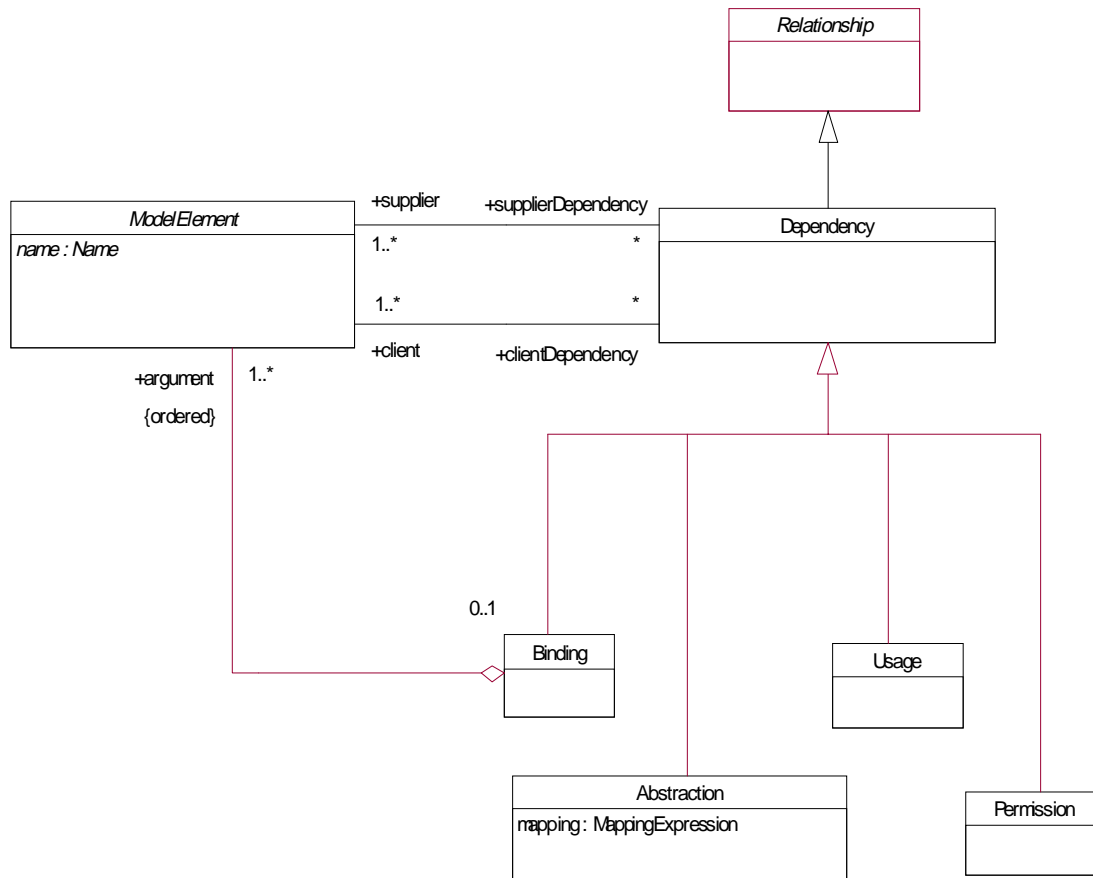 Relationship
+supplier
+supplierDependency
ModelElement
Dependency
name : Name
1..*
*
1..*
*
+client
+clientDependency
+argument
1..*
{ordered}
0..1
Binding
Usage
Abstraction
mapping : MappingExpression
Permission